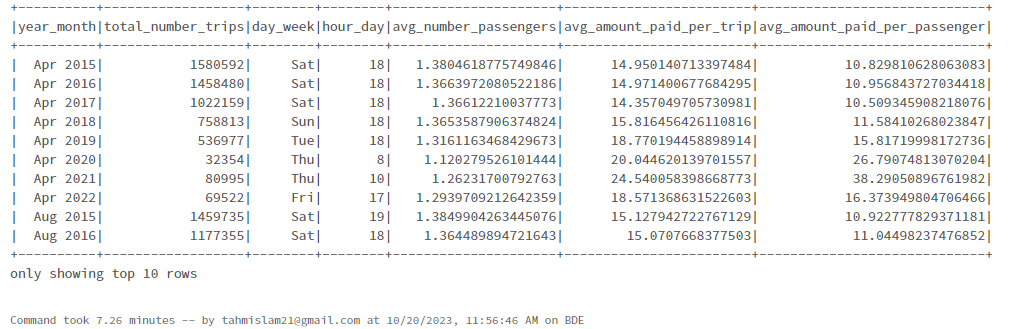 +----------+------------------+--------+--------+---------------------+------------------------+-----------------------------+
|year_month|total_number_trips|day_week|hour_day|avg_number_passengers|avg_amount_paid_per_trip|avg_amount_paid_per_passenger|
+----------+------------------+--------+--------+---------------------+------------------------+-----------------------------+
|  Apr 2015|           1580592|     Sat|      18|   1.3804618775749846|      14.950140713397484|           10.829810628063083|
|  Apr 2016|           1458480|     Sat|      18|   1.3663972080522186|      14.971400677684295|           10.956843727034418|
|  Apr 2017|           1022159|     Sat|      18|     1.36612210037773|      14.357049705730981|           10.509345908218076|
|  Apr 2018|            758813|     Sun|      18|   1.3653587906374824|      15.816456426110816|            11.58410268023847|
|  Apr 2019|            536977|     Tue|      18|   1.3161163468429673|      18.770194458898914|            15.81719998172736|
|  Apr 2020|             32354|     Thu|       8|    1.120279526101444|      20.044620139701557|            26.79074813070204|
|  Apr 2021|             80995|     Thu|      10|     1.26231700792763|      24.540058398668773|            38.29050896761982|
|  Apr 2022|             69522|     Fri|      17|   1.2939709212642359|      18.571368631522603|           16.373949804706466|
|  Aug 2015|           1459735|     Sat|      19|   1.3849904263445076|      15.127942722767129|           10.922777829371181|
|  Aug 2016|           1177355|     Sat|      18|    1.364489894721643|        15.0707668377503|            11.04498237476852|
+----------+------------------+--------+--------+---------------------+------------------------+-----------------------------+
only showing top 10 rows
Command took 7.26 minutes -- by tahmislam21@gmail.com at 10/20/2023, 11:56:46 AM on BDE